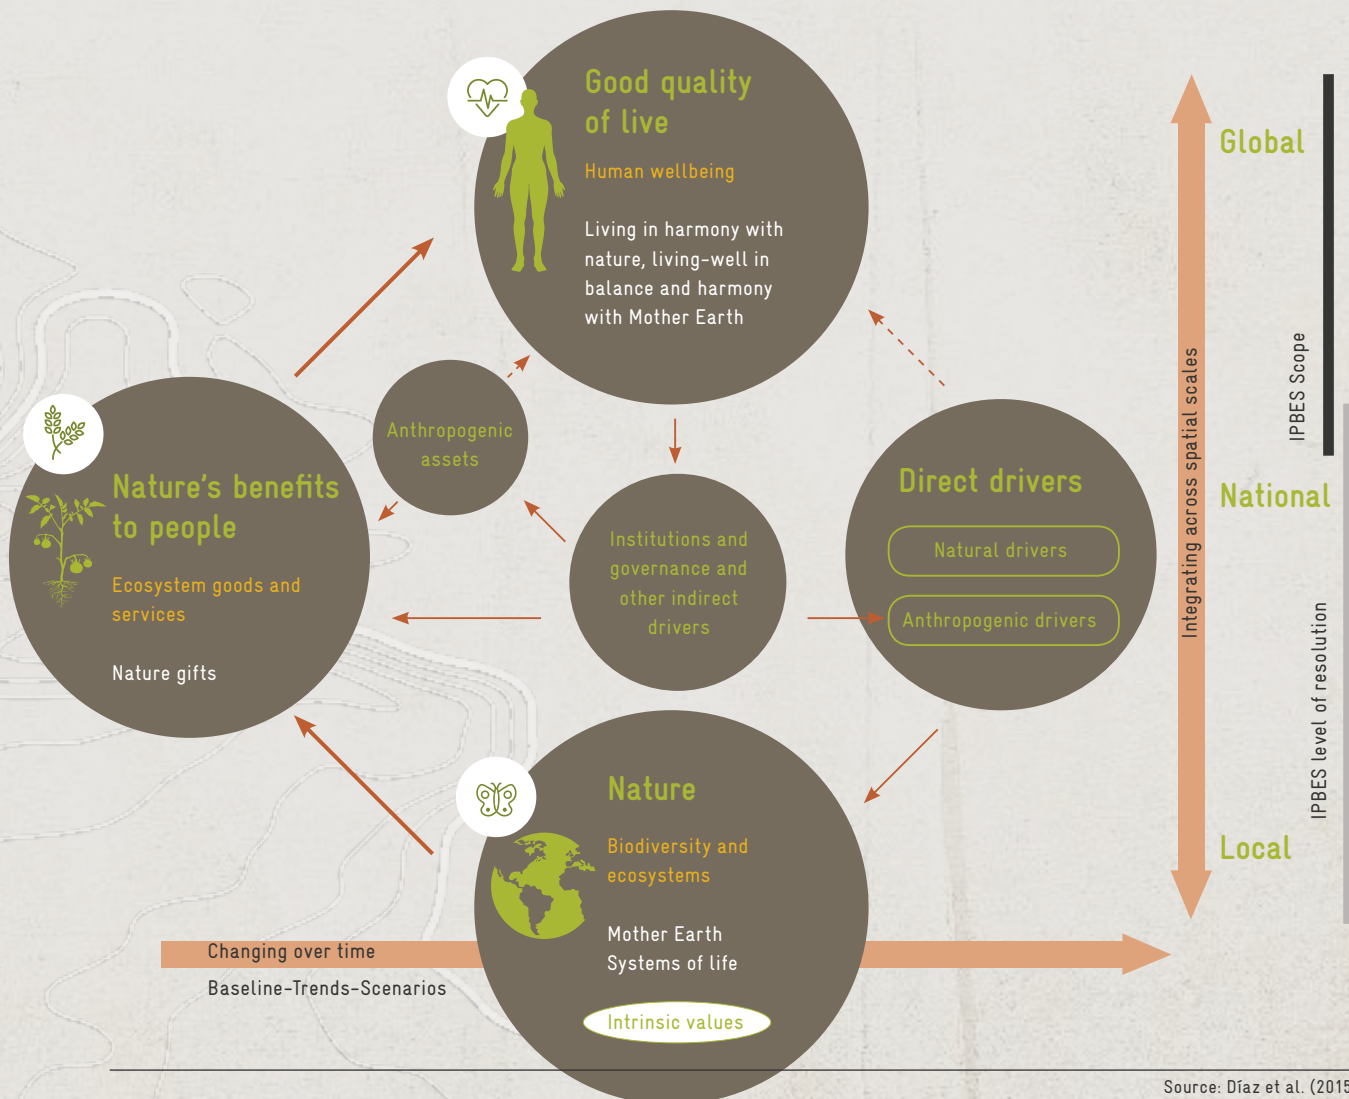 Good quality
of live
Human wellbeing
Living in harmony with
nature, living-well in
balance and harmony
with Mother Earth
Anthropogenic
assets
Nature's benefits
to people
Ecosystem goods and
services
Nature gifts
Institutions and
governance and
other indirect
drivers
Direct drivers
Natural drivers
Anthropogenic drivers
Nature
Biodiversity and
ecosystems
Mother Earth
Systems of life
Intrinsic values
Changing over time
Baseline-Trends-Scenarios
Integrating across spatial scales
Global
National
Local
IPBES Scope
IPBES level of resolution
Source: Díaz et al. (2015